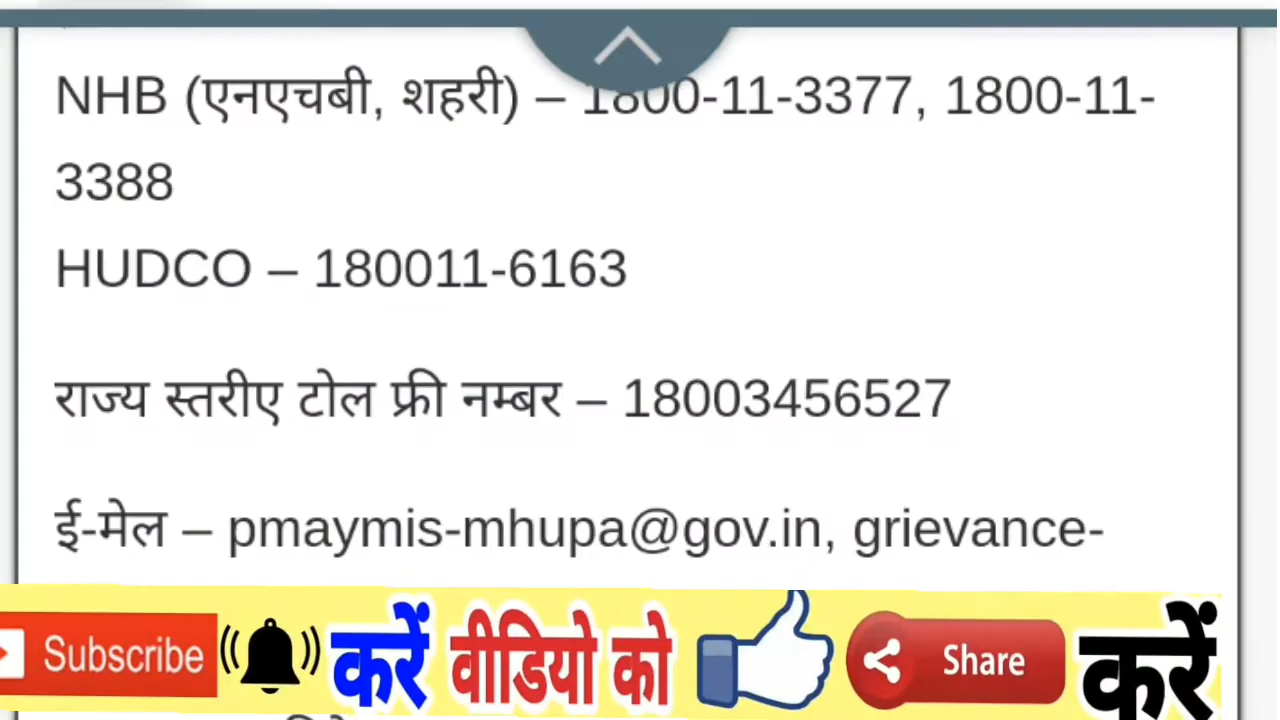 NHB (एनएचबी, शहरी) – 1800-11-3377, 1800-11-
3388
HUDCO – 180011-6163
राज्य स्तरीए टोल फ्री नम्बर – 18003456527
ई-मेल – pmaymis-mhupa@gov.in, grievance-
Subscribe करें वीडियो को Share करें